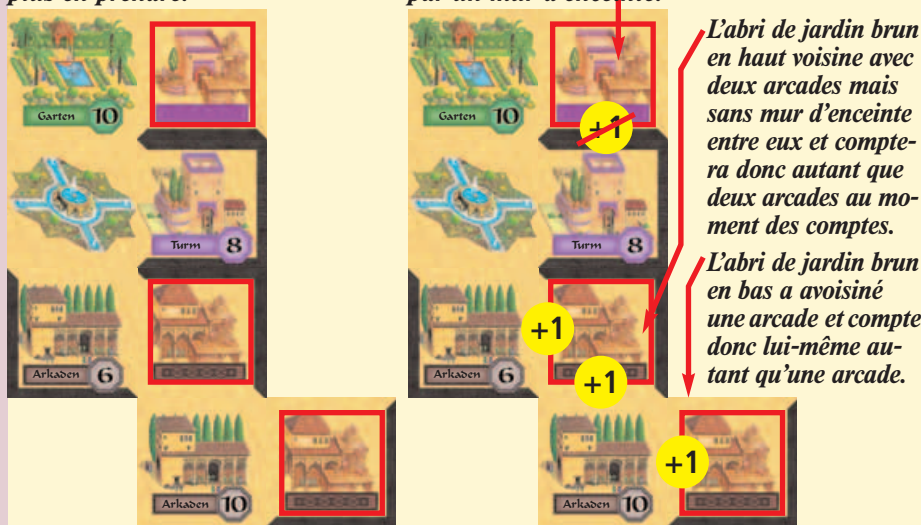 plus en prendre.
par un mur d'enceinte.
Garten 10
Turm 8
Arkaden 6
Arkaden 10
Garten 10
+1
Turm 8
+1
Arkaden 6
+1
Arkaden 10
+1
L'abri de jardin brun
en haut voisine avec
deux arcades mais
sans mur d'enceinte
entre eux et compte-
ra donc autant que
deux arcades au mo-
ment des comptes.
L'abri de jardin brun
en bas a avoisiné
une arcade et compte
donc lui-même au-
tant qu'une arcade.